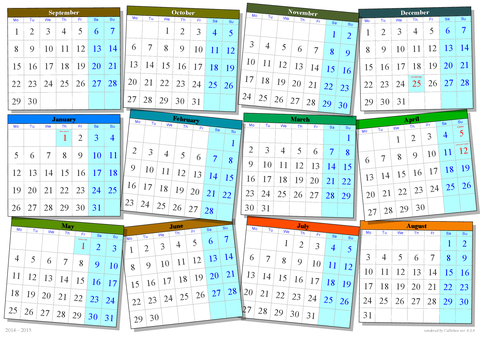 September
Mo Tu We Th Fr Sa Su
1 2 3 4 5 6 7
8 9 10 11 12 13 14
15 16 17 18 19 20 21
22 23 24 25 26 27 28
29 30
October
Mo Tu We Th Fr Sa Su
1 2 3 4 5
6 7 8 9 10 11 12
13 14 15 16 17 18 19
20 21 22 23 24 25 26
27 28 29 30 31
November
Mo Tu We Th Fr Sa Su
1 2
3 4 5 6 7 8 9
10 11 12 13 14 15 16
17 18 19 20 21 22 23
24 25 26 27 28 29 30
December
Mo Tu We Th Fr Sa Su
1 2 3 4 5 6 7
8 9 10 11 12 13 14
15 16 17 18 19 20 21
22 23 24 25 26 27 28
29 30 31
January
Mo Tu We Th Fr Sa Su
1 2 3 4
5 6 7 8 9 10 11
12 13 14 15 16 17 18
19 20 21 22 23 24 25
26 27 28 29 30 31
February
Mo Tu We Th Fr Sa Su
1
2 3 4 5 6 7 8
9 10 11 12 13 14 15
16 17 18 19 20 21 22
23 24 25 26 27 28
March
Mo Tu We Th Fr Sa Su
1
2 3 4 5 6 7 8
9 10 11 12 13 14 15
16 17 18 19 20 21 22
23 24 25 26 27 28 29
30 31
April
Mo Tu We Th Fr Sa Su
1 2 3 4 5
6 7 8 9 10 11 12
13 14 15 16 17 18 19
20 21 22 23 24 25 26
27 28 29 30
May
Mo Tu We Th Fr Sa Su
1 2 3
4 5 6 7 8 9 10
11 12 13 14 15 16 17
18 19 20 21 22 23 24
25 26 27 28 29 30 31
June
Mo Tu We Th Fr Sa Su
1 2 3 4 5 6 7
8 9 10 11 12 13 14
15 16 17 18 19 20 21
22 23 24 25 26 27 28
29 30
July
Mo Tu We Th Fr Sa Su
1 2 3 4 5
6 7 8 9 10 11 12
13 14 15 16 17 18 19
20 21 22 23 24 25 26
27 28 29 30 31
August
Mo Tu We Th Fr Sa Su
1 2
3 4 5 6 7 8 9
10 11 12 13 14 15 16
17 18 19 20 21 22 23
24 25 26 27 28 29 30
31
2014 - 2015